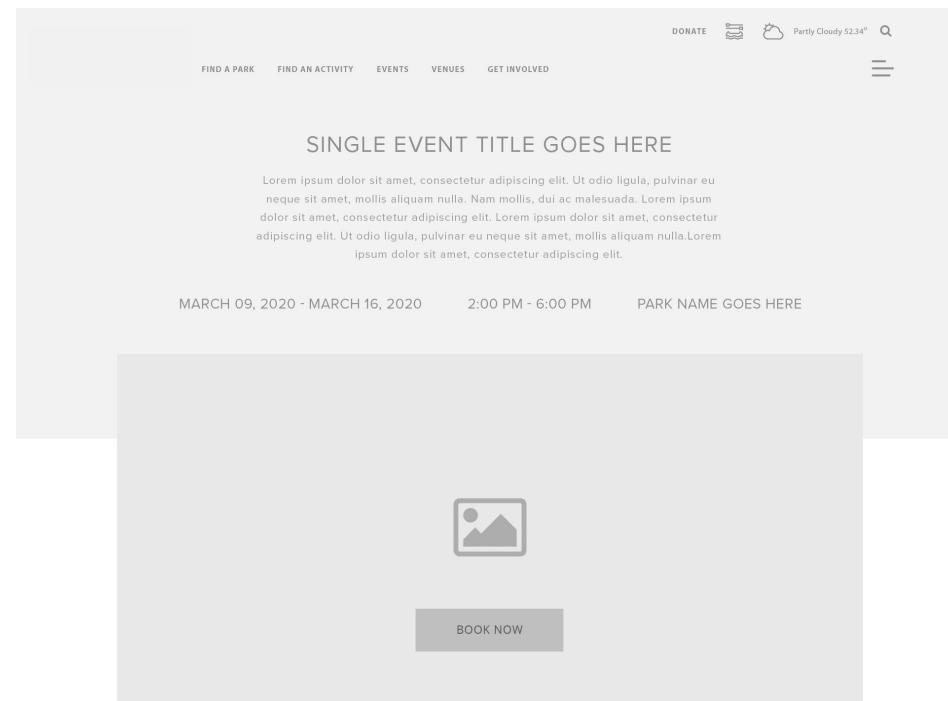 DONATE Partly Cloudy 52.34°
FIND A PARK FIND AN ACTIVITY EVENTS VENUES GET INVOLVED
SINGLE EVENT TITLE GOES HERE
Lorem ipsum dolor sit amet, consectetur adipiscing elit. Ut odio ligula, pulvinar eu
neque sit amet, mollis aliquam nulla. Nam mollis, dui ac malesuada. Lorem ipsum
dolor sit amet, consectetur adipiscing elit. Lorem ipsum dolor sit amet, consectetur
adipiscing elit. Ut odio ligula, pulvinar eu neque sit amet, mollis aliquam nulla.Lorem
ipsum dolor sit amet, consectetur adipiscing elit.
MARCH 09, 2020 - MARCH 16, 2020 2:00 PM - 6:00 PM PARK NAME GOES HERE
BOOK NOW